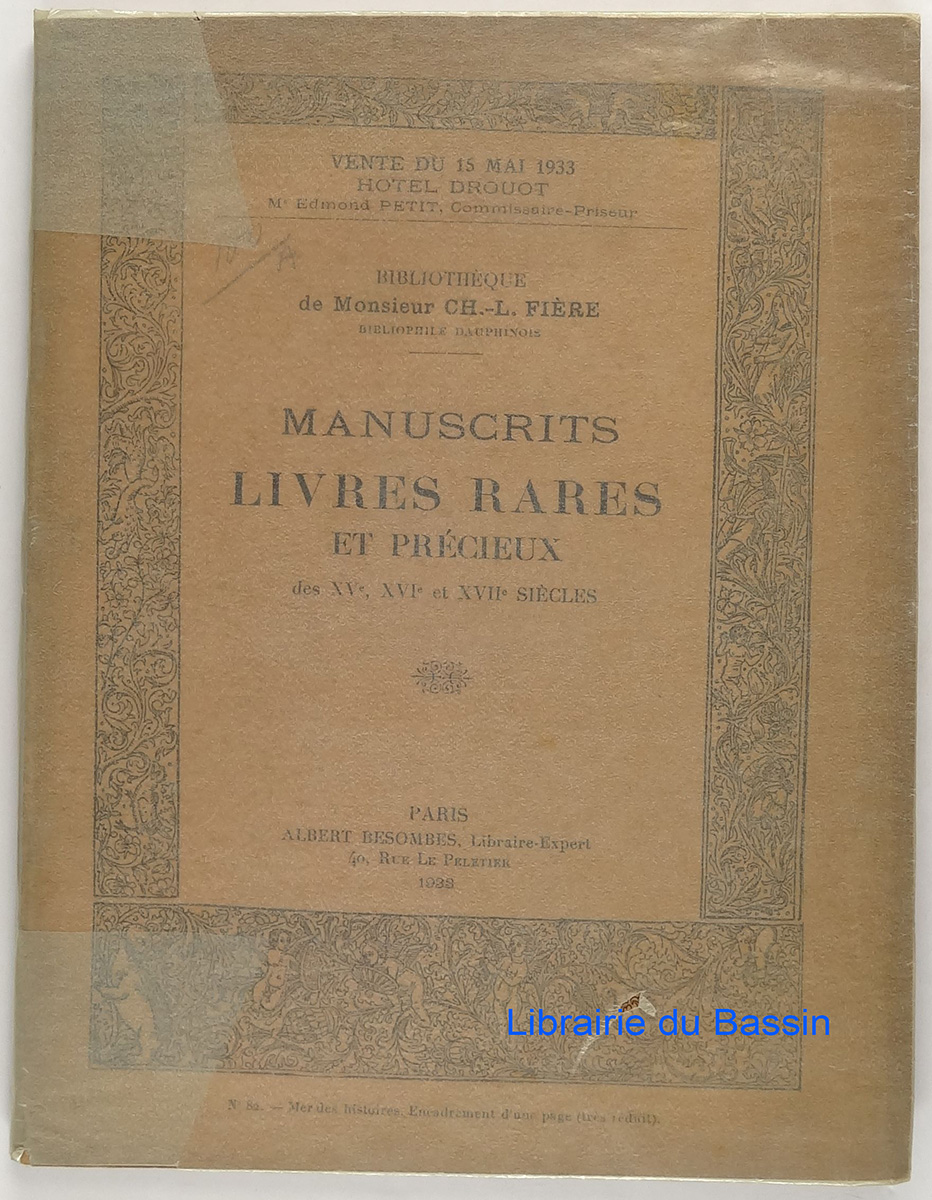 VENTE DU 15 MAI 1933
HOTEL DROUOT
Mᵉ Edmond PETIT, Commissaire-Priseur
BIBLIOTHÈQUE
de Monsieur CH.-L. FIÈRE
BIBLIOPHILE DAUPHINOIS
MANUSCRITS
LIVRES RARES
ET PRÉCIEUX
des XVᵉ, XVIᵉ et XVIIᵉ SIÈCLES
PARIS
ALBERT BESOMBES, Libraire-Expert
40, RUE LE PELETIER
1933
Librairie du Bassin
Nº 82. — Mer des histoires. Encadrement d'une page (très réduit).